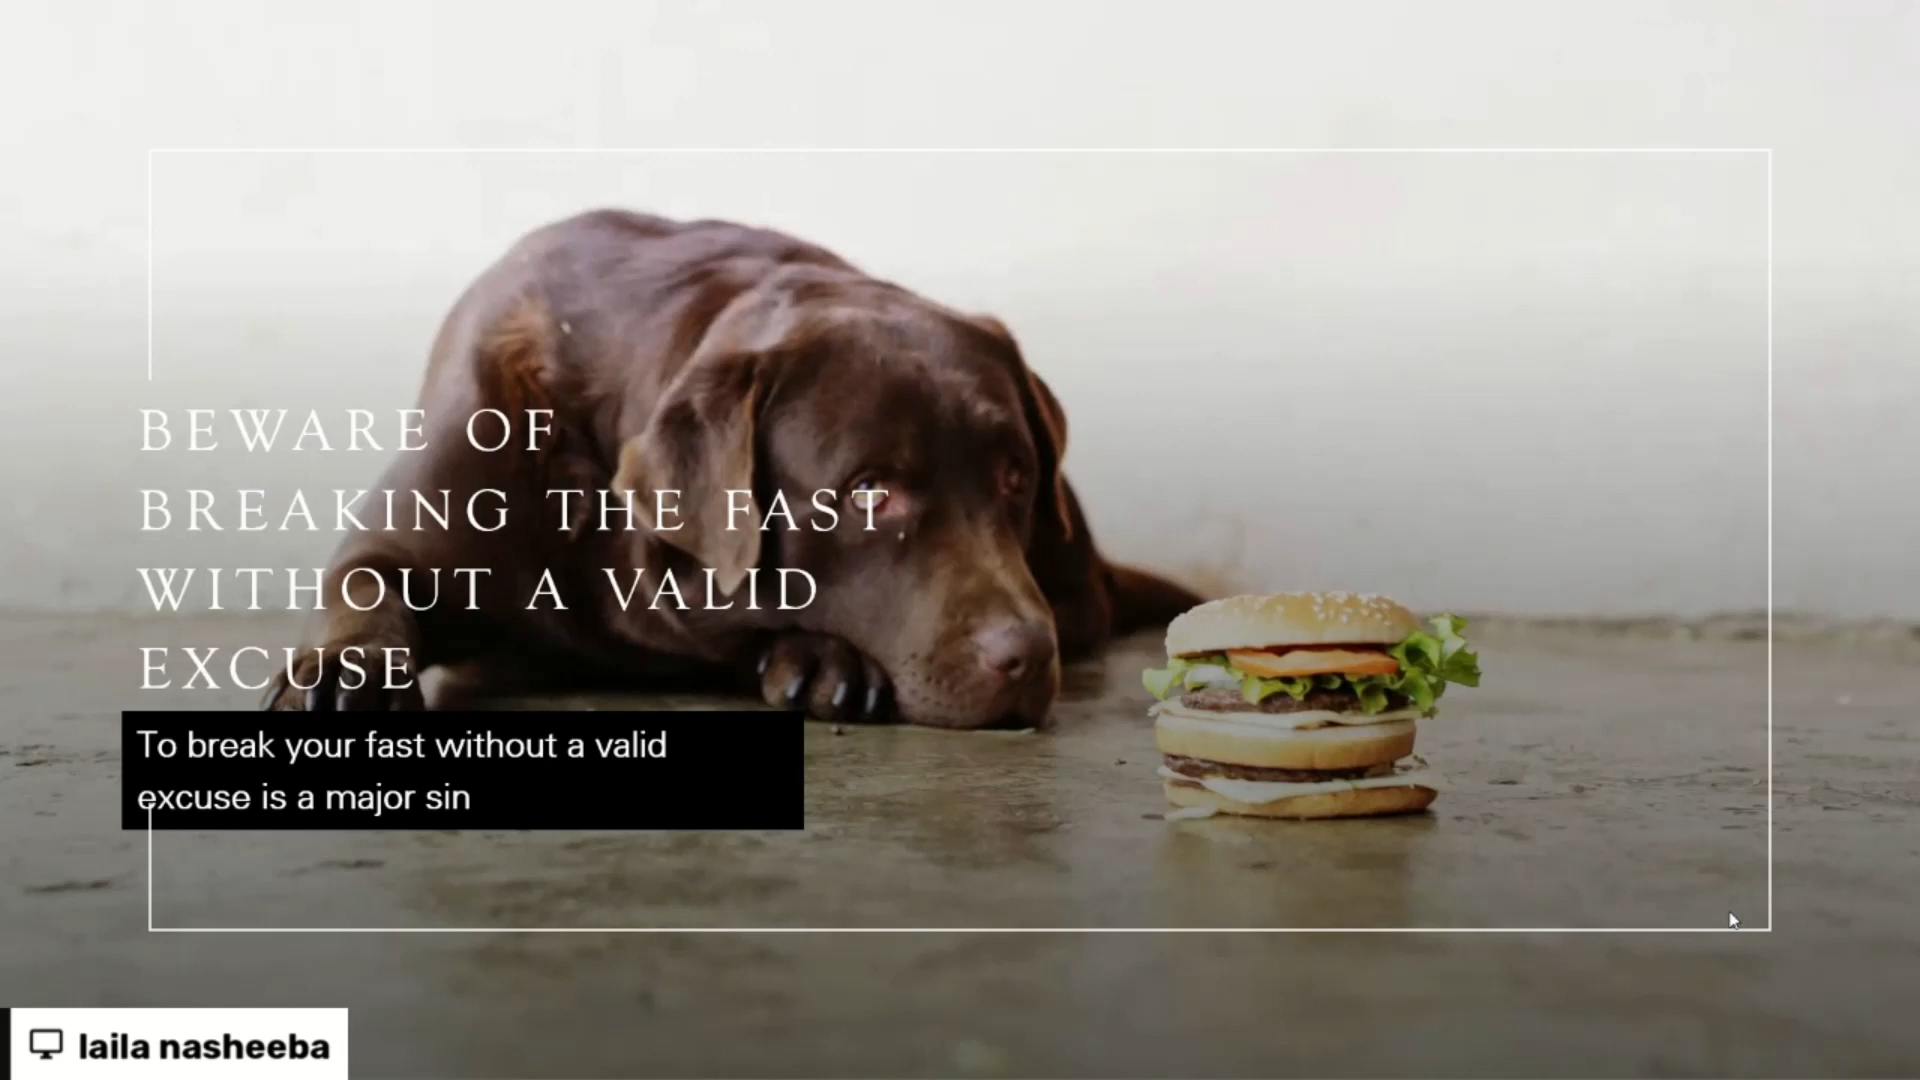 BEWARE OF
BREAKING THE FAST
WITHOUT A VALID
EXCUSE
To break your fast without a valid
excuse is a major sin
laila nasheeba